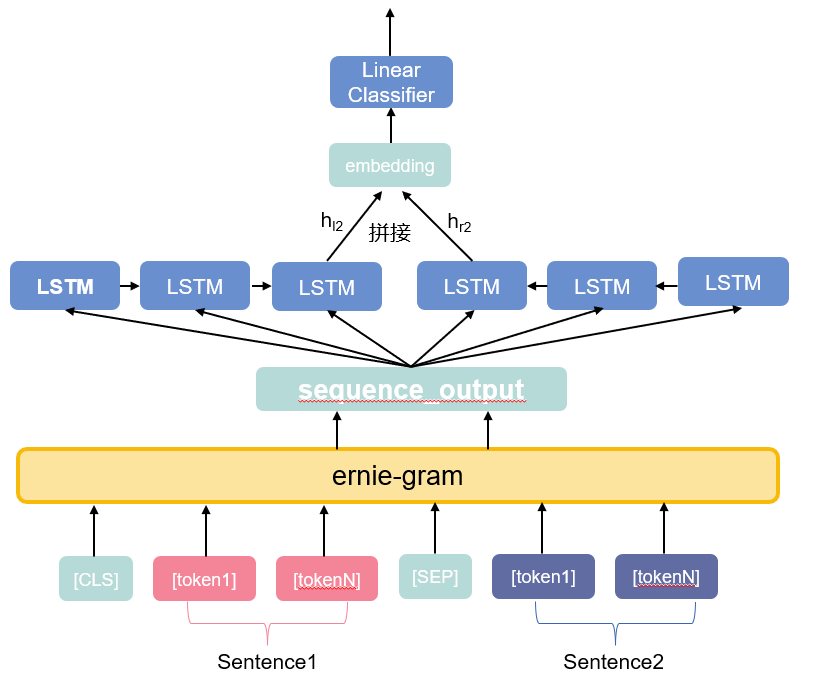 Linear
Classifier
embedding
hl2
拼接
hr2
LSTM
LSTM
LSTM
LSTM
LSTM
LSTM
sequence_output
ernie-gram
[CLS]
[token1]
[tokenN]
[SEP]
[token1]
[tokenN]
Sentence1
Sentence2